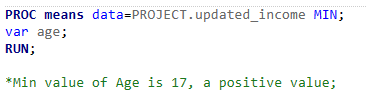 PROC means data=PROJECT.updated_income MIN;
var age;
RUN;
*Min value of Age is 17, a positive value;